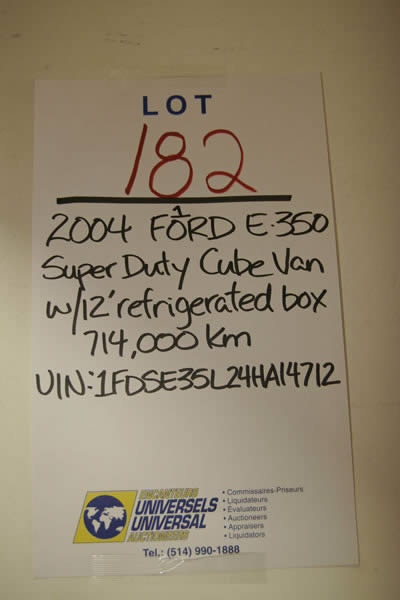 LOT
182
1
2004 FORD E-350
Super Duty Cube Van
w/12' refrigerated box
714,000 Km
VIN:1FDSE35L24HA14712
ENCANTEURS
UNIVERSELS
UNIVERSAL
AUCTIONEERS
• Commissaires-Priseurs
• Liquidateurs
• Évaluateurs
• Auctioneers
• Appraisers
• Liquidators
Tel.: (514) 990-1888